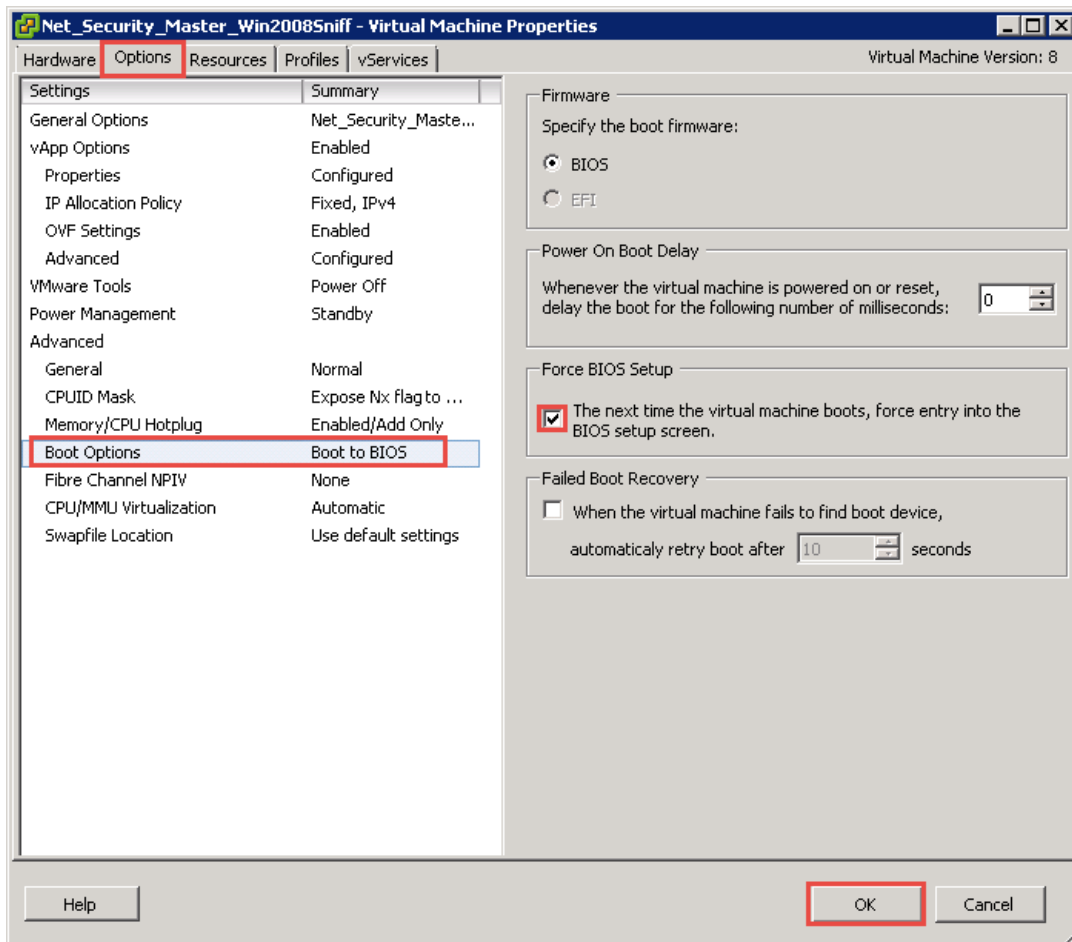 Net_Security_Master_Win2008Sniff - Virtual Machine Properties
Hardware Options Resources Profiles vServices Virtual Machine Version: 8
Settings Summary
General Options Net_Security_Maste...
vApp Options Enabled
Properties Configured
IP Allocation Policy Fixed, IPv4
OVF Settings Enabled
Advanced Configured
VMware Tools Power Off
Power Management Standby
Advanced
General Normal
CPUID Mask Expose Nx flag to ...
Memory/CPU Hotplug Enabled/Add Only
Boot Options Boot to BIOS
Fibre Channel NPIV None
CPU/MMU Virtualization Automatic
Swapfile Location Use default settings
Firmware
Specify the boot firmware:
BIOS
EFI
Power On Boot Delay
Whenever the virtual machine is powered on or reset,
delay the boot for the following number of milliseconds: 0
Force BIOS Setup
The next time the virtual machine boots, force entry into the
BIOS setup screen.
Failed Boot Recovery
When the virtual machine fails to find boot device,
automaticaly retry boot after 10 seconds
Help OK Cancel